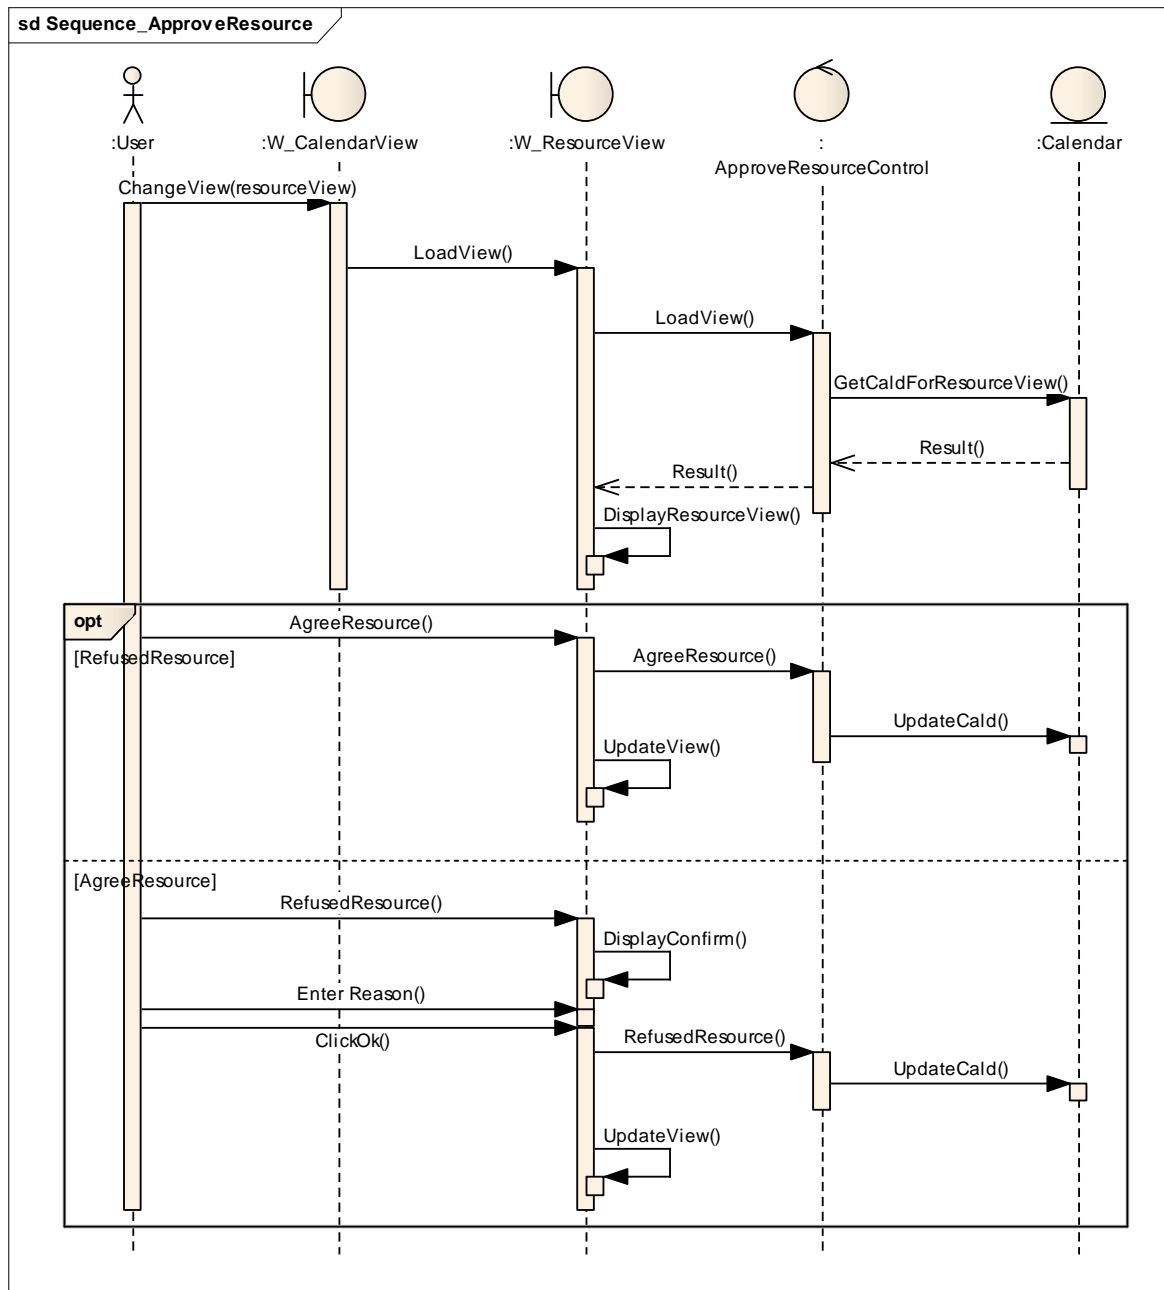 sd Sequence_ApproveResource
:User
:W_CalendarView
:W_ResourceView
:
ApproveResourceControl
:Calendar
ChangeView(resourceView)
LoadView()
LoadView()
GetCaldForResourceView()
Result()
Result()
DisplayResourceView()
opt
AgreeResource()
[RefusedResource]
AgreeResource()
UpdateCald()
UpdateView()
[AgreeResource]
RefusedResource()
DisplayConfirm()
Enter Reason()
ClickOk()
RefusedResource()
UpdateCald()
UpdateView()